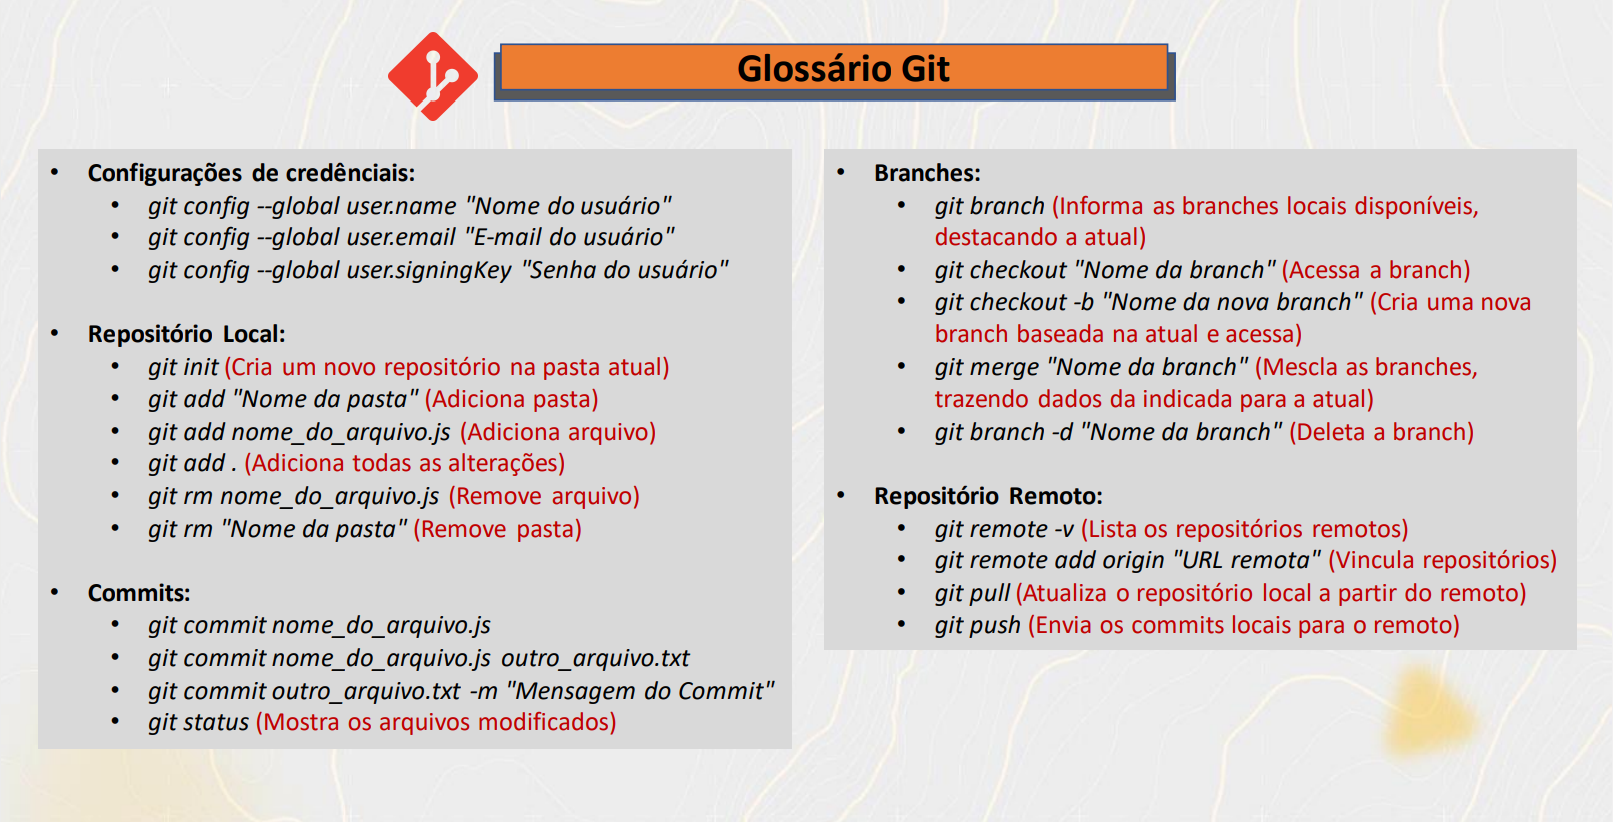 Glossário Git
• Configurações de credênciais:
• git config --global user.name "Nome do usuário"
• git config --global user.email "E-mail do usuário"
• git config --global user.signingKey "Senha do usuário"
• Repositório Local:
• git init (Cria um novo repositório na pasta atual)
• git add "Nome da pasta" (Adiciona pasta)
• git add nome_do_arquivo.js (Adiciona arquivo)
• git add . (Adiciona todas as alterações)
• git rm nome_do_arquivo.js (Remove arquivo)
• git rm "Nome da pasta" (Remove pasta)
• Commits:
• git commit nome_do_arquivo.js
• git commit nome_do_arquivo.js outro_arquivo.txt
• git commit outro_arquivo.txt -m "Mensagem do Commit"
• git status (Mostra os arquivos modificados)
• Branches:
• git branch (Informa as branches locais disponíveis,
destacando a atual)
• git checkout "Nome da branch" (Acessa a branch)
• git checkout -b "Nome da nova branch" (Cria uma nova
branch baseada na atual e acessa)
• git merge "Nome da branch" (Mescla as branches,
trazendo dados da indicada para a atual)
• git branch -d "Nome da branch" (Deleta a branch)
• Repositório Remoto:
• git remote -v (Lista os repositórios remotos)
• git remote add origin "URL remota" (Vincula repositórios)
• git pull (Atualiza o repositório local a partir do remoto)
• git push (Envia os commits locais para o remoto)